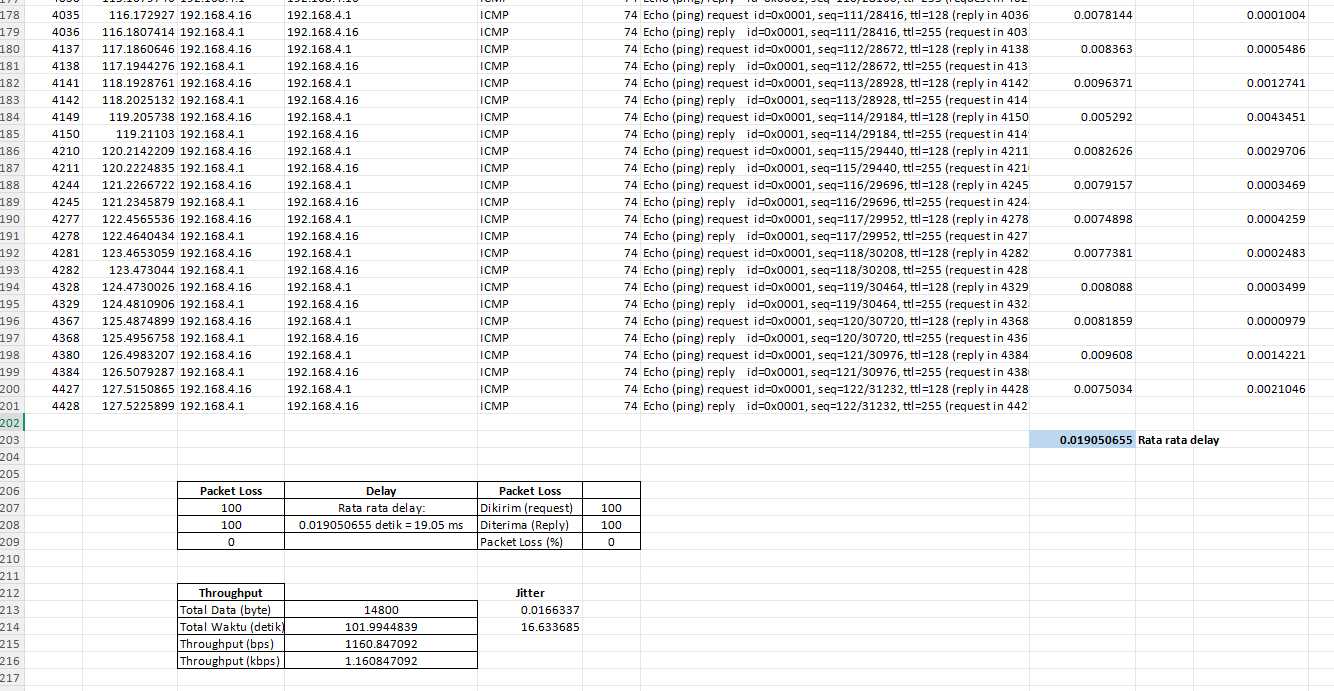 178 4035 116.172927 192.168.4.16 192.168.4.1 ICMP 74 Echo (ping) request id=0x0001, seq=111/28416, ttl=128 (reply in 4036 0.0078144 0.0001004
179 4036 116.1807414 192.168.4.1 192.168.4.16 ICMP 74 Echo (ping) reply id=0x0001, seq=111/28416, ttl=255 (request in 403
180 4137 117.1860646 192.168.4.16 192.168.4.1 ICMP 74 Echo (ping) request id=0x0001, seq=112/28672, ttl=128 (reply in 4138 0.008363 0.0005486
181 4138 117.1944276 192.168.4.1 192.168.4.16 ICMP 74 Echo (ping) reply id=0x0001, seq=112/28672, ttl=255 (request in 413
182 4141 118.1928761 192.168.4.16 192.168.4.1 ICMP 74 Echo (ping) request id=0x0001, seq=113/28928, ttl=128 (reply in 4142 0.0096371 0.0012741
183 4142 118.2025132 192.168.4.1 192.168.4.16 ICMP 74 Echo (ping) reply id=0x0001, seq=113/28928, ttl=255 (request in 414
184 4149 119.205738 192.168.4.16 192.168.4.1 ICMP 74 Echo (ping) request id=0x0001, seq=114/29184, ttl=128 (reply in 4150 0.005292 0.0043451
185 4150 119.21103 192.168.4.1 192.168.4.16 ICMP 74 Echo (ping) reply id=0x0001, seq=114/29184, ttl=255 (request in 414
186 4210 120.2142209 192.168.4.16 192.168.4.1 ICMP 74 Echo (ping) request id=0x0001, seq=115/29440, ttl=128 (reply in 4211 0.0082626 0.0029706
187 4211 120.2224835 192.168.4.1 192.168.4.16 ICMP 74 Echo (ping) reply id=0x0001, seq=115/29440, ttl=255 (request in 421
188 4244 121.2266722 192.168.4.16 192.168.4.1 ICMP 74 Echo (ping) request id=0x0001, seq=116/29696, ttl=128 (reply in 4245 0.0079157 0.0003469
189 4245 121.2345879 192.168.4.1 192.168.4.16 ICMP 74 Echo (ping) reply id=0x0001, seq=116/29696, ttl=255 (request in 424
190 4277 122.4565536 192.168.4.16 192.168.4.1 ICMP 74 Echo (ping) request id=0x0001, seq=117/29952, ttl=128 (reply in 4278 0.0074898 0.0004259
191 4278 122.4640434 192.168.4.1 192.168.4.16 ICMP 74 Echo (ping) reply id=0x0001, seq=117/29952, ttl=255 (request in 427
192 4281 123.4653059 192.168.4.16 192.168.4.1 ICMP 74 Echo (ping) request id=0x0001, seq=118/30208, ttl=128 (reply in 4282 0.0077381 0.0002483
193 4282 123.473044 192.168.4.1 192.168.4.16 ICMP 74 Echo (ping) reply id=0x0001, seq=118/30208, ttl=255 (request in 428
194 4328 124.4730026 192.168.4.16 192.168.4.1 ICMP 74 Echo (ping) request id=0x0001, seq=119/30464, ttl=128 (reply in 4329 0.008088 0.0003499
195 4329 124.4810906 192.168.4.1 192.168.4.16 ICMP 74 Echo (ping) reply id=0x0001, seq=119/30464, ttl=255 (request in 432
196 4367 125.4874899 192.168.4.16 192.168.4.1 ICMP 74 Echo (ping) request id=0x0001, seq=120/30720, ttl=128 (reply in 4368 0.0081859 0.0000979
197 4368 125.4956758 192.168.4.1 192.168.4.16 ICMP 74 Echo (ping) reply id=0x0001, seq=120/30720, ttl=255 (request in 436
198 4380 126.4983207 192.168.4.16 192.168.4.1 ICMP 74 Echo (ping) request id=0x0001, seq=121/30976, ttl=128 (reply in 4384 0.009608 0.0014221
199 4384 126.5079287 192.168.4.1 192.168.4.16 ICMP 74 Echo (ping) reply id=0x0001, seq=121/30976, ttl=255 (request in 438
200 4427 127.5150865 192.168.4.16 192.168.4.1 ICMP 74 Echo (ping) request id=0x0001, seq=122/31232, ttl=128 (reply in 4428 0.0075034 0.0021046
201 4428 127.5225899 192.168.4.1 192.168.4.16 ICMP 74 Echo (ping) reply id=0x0001, seq=122/31232, ttl=255 (request in 442
202
203 0.019050655 Rata rata delay
204
205
206 Packet Loss Delay Packet Loss
207 100 Rata rata delay: Dikirim (request) 100
208 100 0.019050655 detik = 19.05 ms Diterima (Reply) 100
209 0 Packet Loss (%) 0
210
211
212 Throughput Jitter
213 Total Data (byte) 14800 0.0166337
214 Total Waktu (detik) 101.9944839 16.633685
215 Throughput (bps) 1160.847092
216 Throughput (kbps) 1.160847092
217